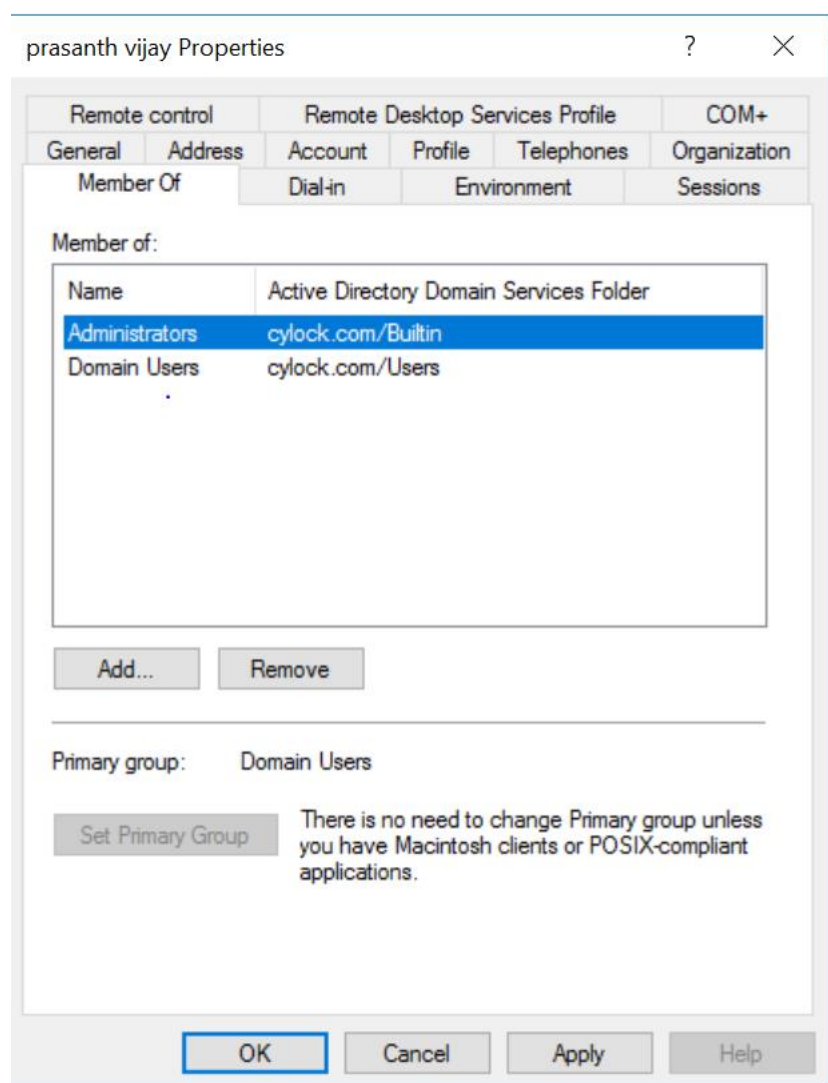 prasanth vijay Properties ? ×
Remote control Remote Desktop Services Profile COM+
General Address Account Profile Telephones Organization
Member Of Dial-in Environment Sessions
Member of:
Name Active Directory Domain Services Folder
Administrators cylock.com/Builtin
Domain Users cylock.com/Users
Add... Remove
Primary group: Domain Users
Set Primary Group
There is no need to change Primary group unless
you have Macintosh clients or POSIX-compliant
applications.
OK Cancel Apply Help